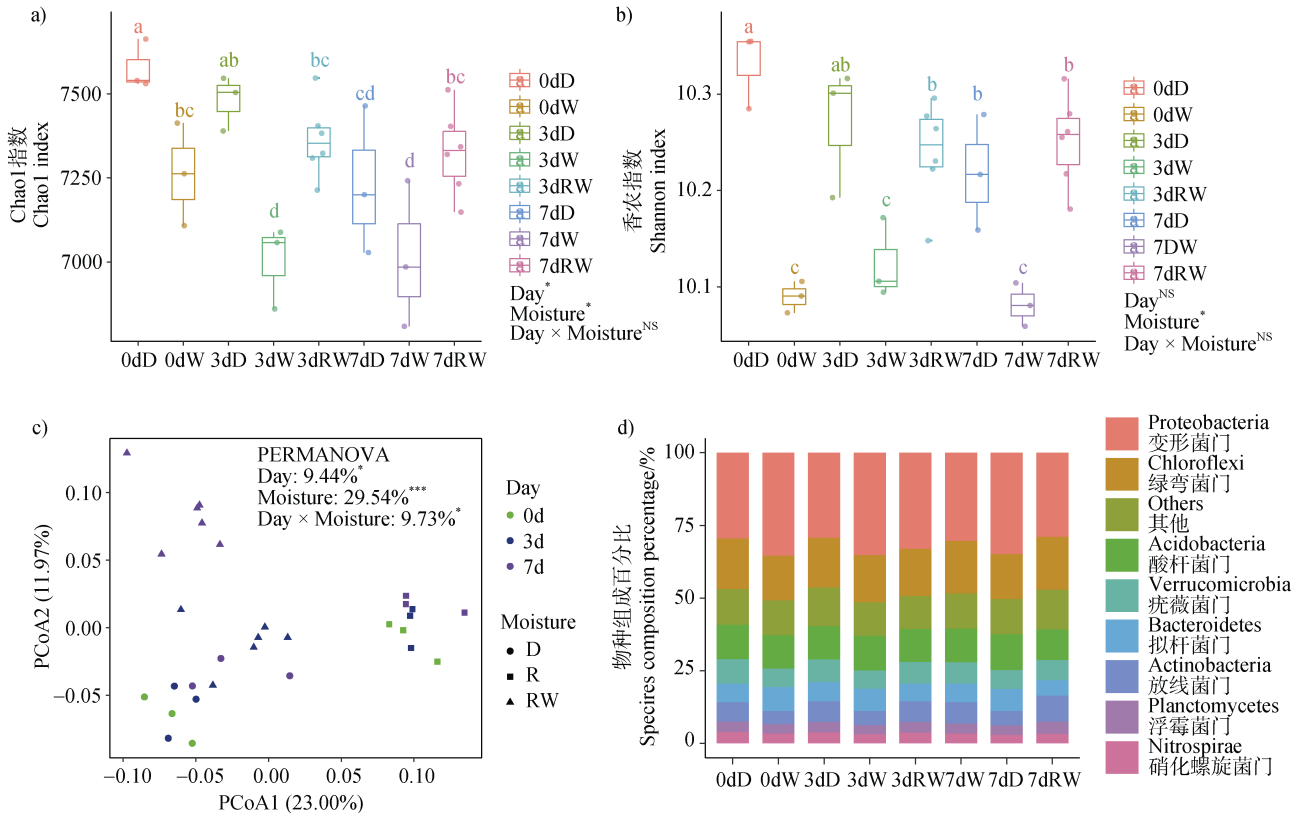 a)
Chao1指数
Chao1 index
7500
7250
7000
a
bc
ab
d
bc
cd
d
bc
0dD
0dW
3dD
3dW
3dRW
7dD
7dW
7dRW
a 0dD
a 0dW
a 3dD
a 3dW
a 3dRW
a 7dD
a 7dW
a 7dRW
Day*
Moisture*
Day × MoistureNS
b)
香农指数
Shannon index
10.3
10.2
10.1
a
c
ab
c
b
b
c
b
0dD
0dW
3dD
3dW
3dRW
7dD
7dW
7dRW
a 0dD
a 0dW
a 3dD
a 3dW
a 3dRW
a 7dD
a 7DW
a 7dRW
DayNS
Moisture*
Day × MoistureNS
c)
PCoA2 (11.97%)
0.10
0.05
0.00
−0.05
PERMANOVA
Day: 9.44%*
Moisture: 29.54%***
Day × Moisture: 9.73%*
−0.10
−0.05
0.00
0.05
0.10
PCoA1 (23.00%)
Day
0d
3d
7d
Moisture
D
R
RW
d)
物种组成百分比
Specires composition percentage/%
100
75
50
25
0
0dD
0dW
3dD
3dW
3dRW
7dW
7dD
7dRW
Proteobacteria
变形菌门
Chloroflexi
绿弯菌门
Others
其他
Acidobacteria
酸杆菌门
Verrucomicrobia
疣薇菌门
Bacteroidetes
拟杆菌门
Actinobacteria
放线菌门
Planctomycetes
浮霉菌门
Nitrospirae
硝化螺旋菌门